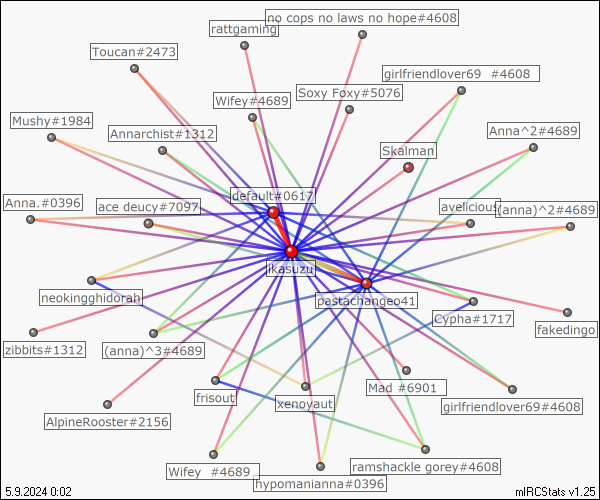 no cops no laws no hope#4608
rattgaming
Toucan#2473
girlfriendlover69 #4608
Soxy Foxy#5076
Wifey#4689
Mushy#1984
Annarchist#1312
Anna^2#4689
Skalman
default#0617
Anna.#0396
ace deucy#7097
avelicious
(anna)^2#4689
ikasuzu
neokingghidorah
pastachangeo41
Cypha#1717
fakedingo
zibbits#1312
(anna)^3#4689
Mad #6901
frisout
xenoyaut
girlfriendlover69#4608
AlpineRooster#2156
Wifey #4689
ramshackle gorey#4608
hypomanianna#0396
5.9.2024 0:02
mIRCStats v1.25